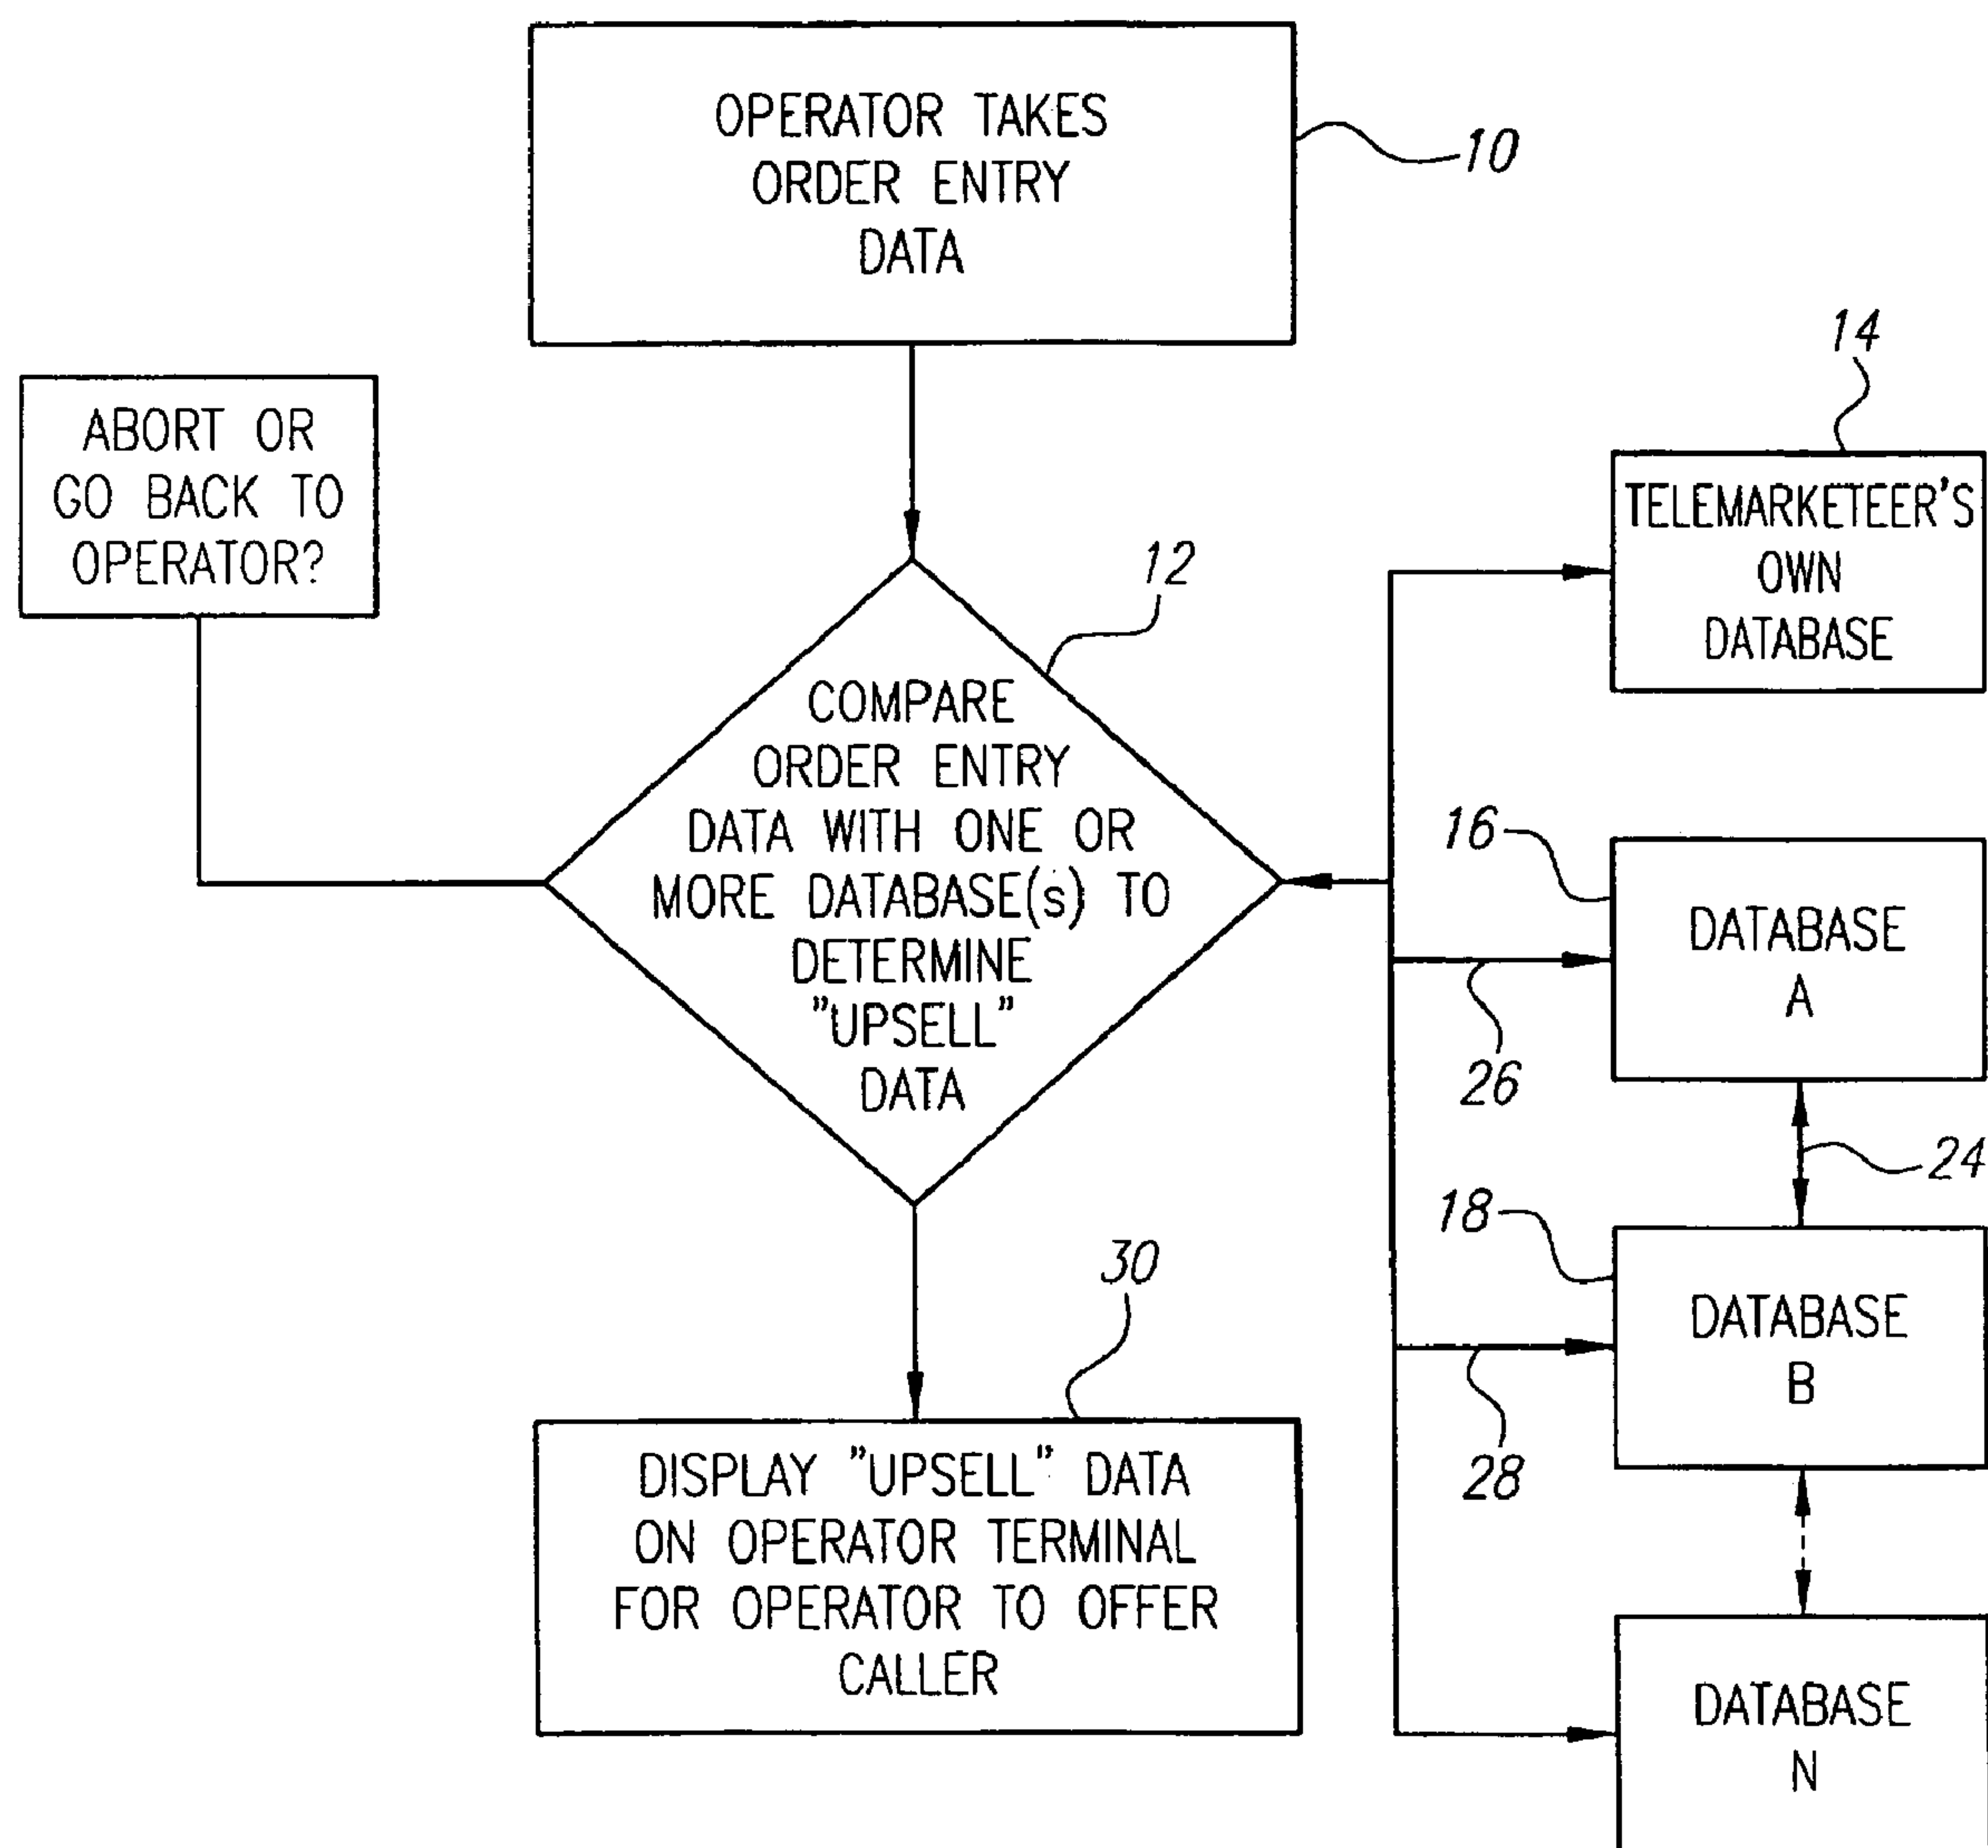 OPERATOR TAKES
ORDER ENTRY
DATA
10
ABORT OR
GO BACK TO
OPERATOR?
12
COMPARE
ORDER ENTRY
DATA WITH ONE OR
MORE DATABASE(s) TO
DETERMINE
"UPSELL"
DATA
14
TELEMARKETEER'S
OWN
DATABASE
16
DATABASE
A
26
24
18
DATABASE
B
28
30
DISPLAY "UPSELL" DATA
ON OPERATOR TERMINAL
FOR OPERATOR TO OFFER
CALLER
DATABASE
N